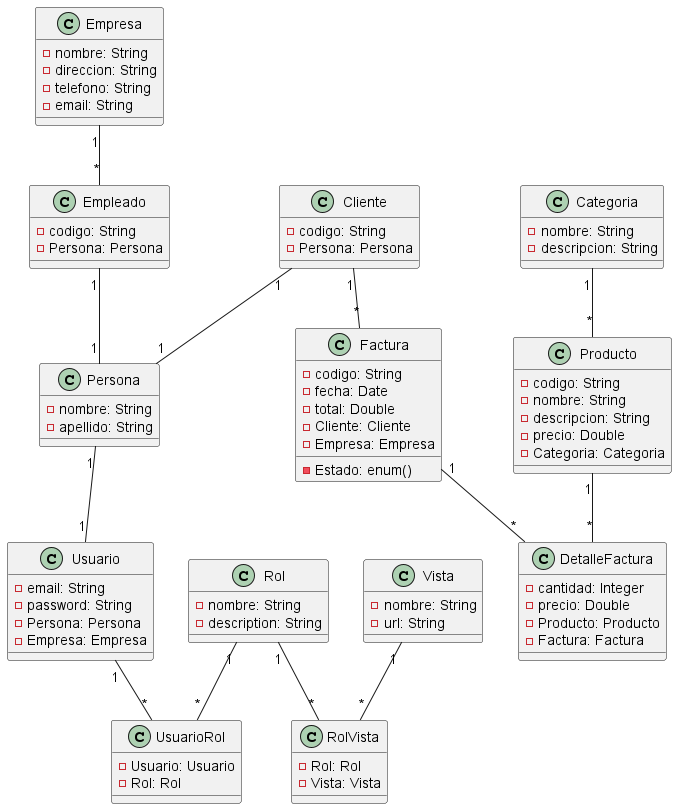 C Empresa
nombre: String
direccion: String
telefono: String
email: String
1
*
C Empleado
codigo: String
Persona: Persona
C Cliente
codigo: String
Persona: Persona
C Categoria
nombre: String
descripcion: String
1
1
1
1
1
*
1
*
C Persona
nombre: String
apellido: String
C Factura
codigo: String
fecha: Date
total: Double
Cliente: Cliente
Empresa: Empresa
Estado: enum()
C Producto
codigo: String
nombre: String
descripcion: String
precio: Double
Categoria: Categoria
1
1
1
*
1
*
C Usuario
email: String
password: String
Persona: Persona
Empresa: Empresa
C Rol
nombre: String
description: String
C Vista
nombre: String
url: String
C DetalleFactura
cantidad: Integer
precio: Double
Producto: Producto
Factura: Factura
1
*
1
*
1
*
1
*
C UsuarioRol
Usuario: Usuario
Rol: Rol
C RolVista
Rol: Rol
Vista: Vista